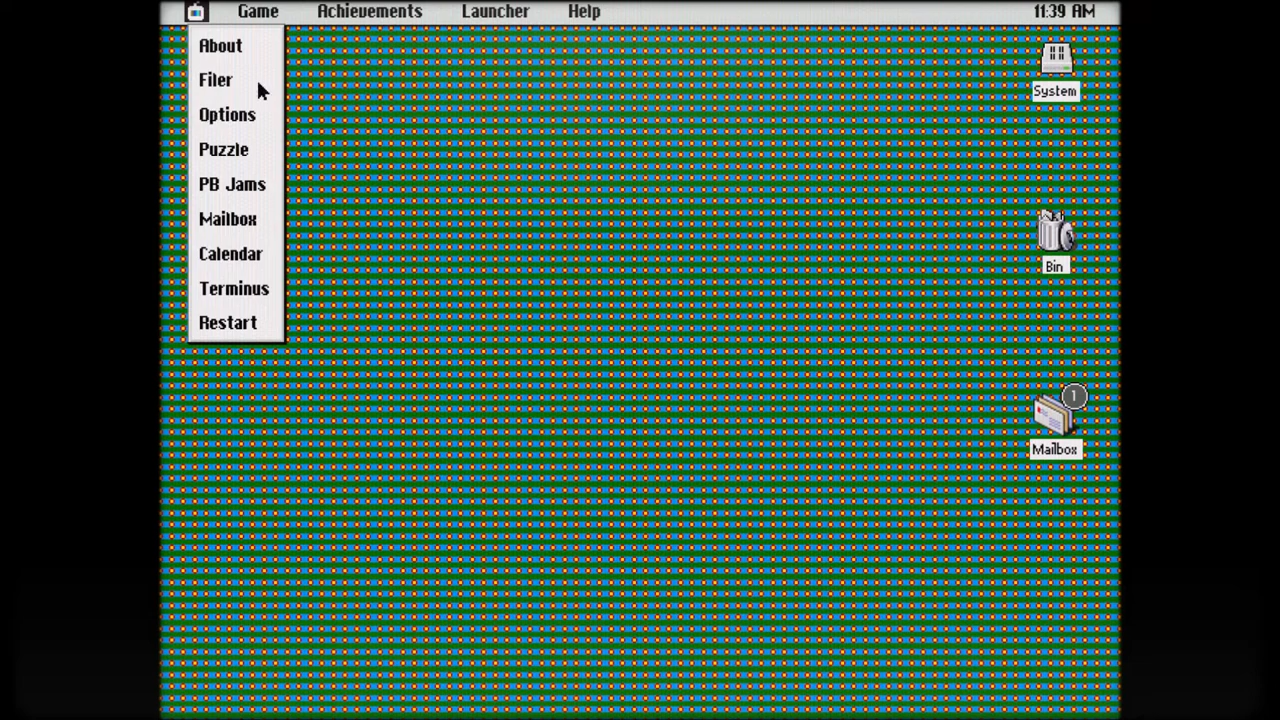 Game Achievements Launcher Help 11:39 AM
About
Filer
Options
Puzzle
PB Jams
Mailbox
Calendar
Terminus
Restart
System
Bin
1
Mailbox